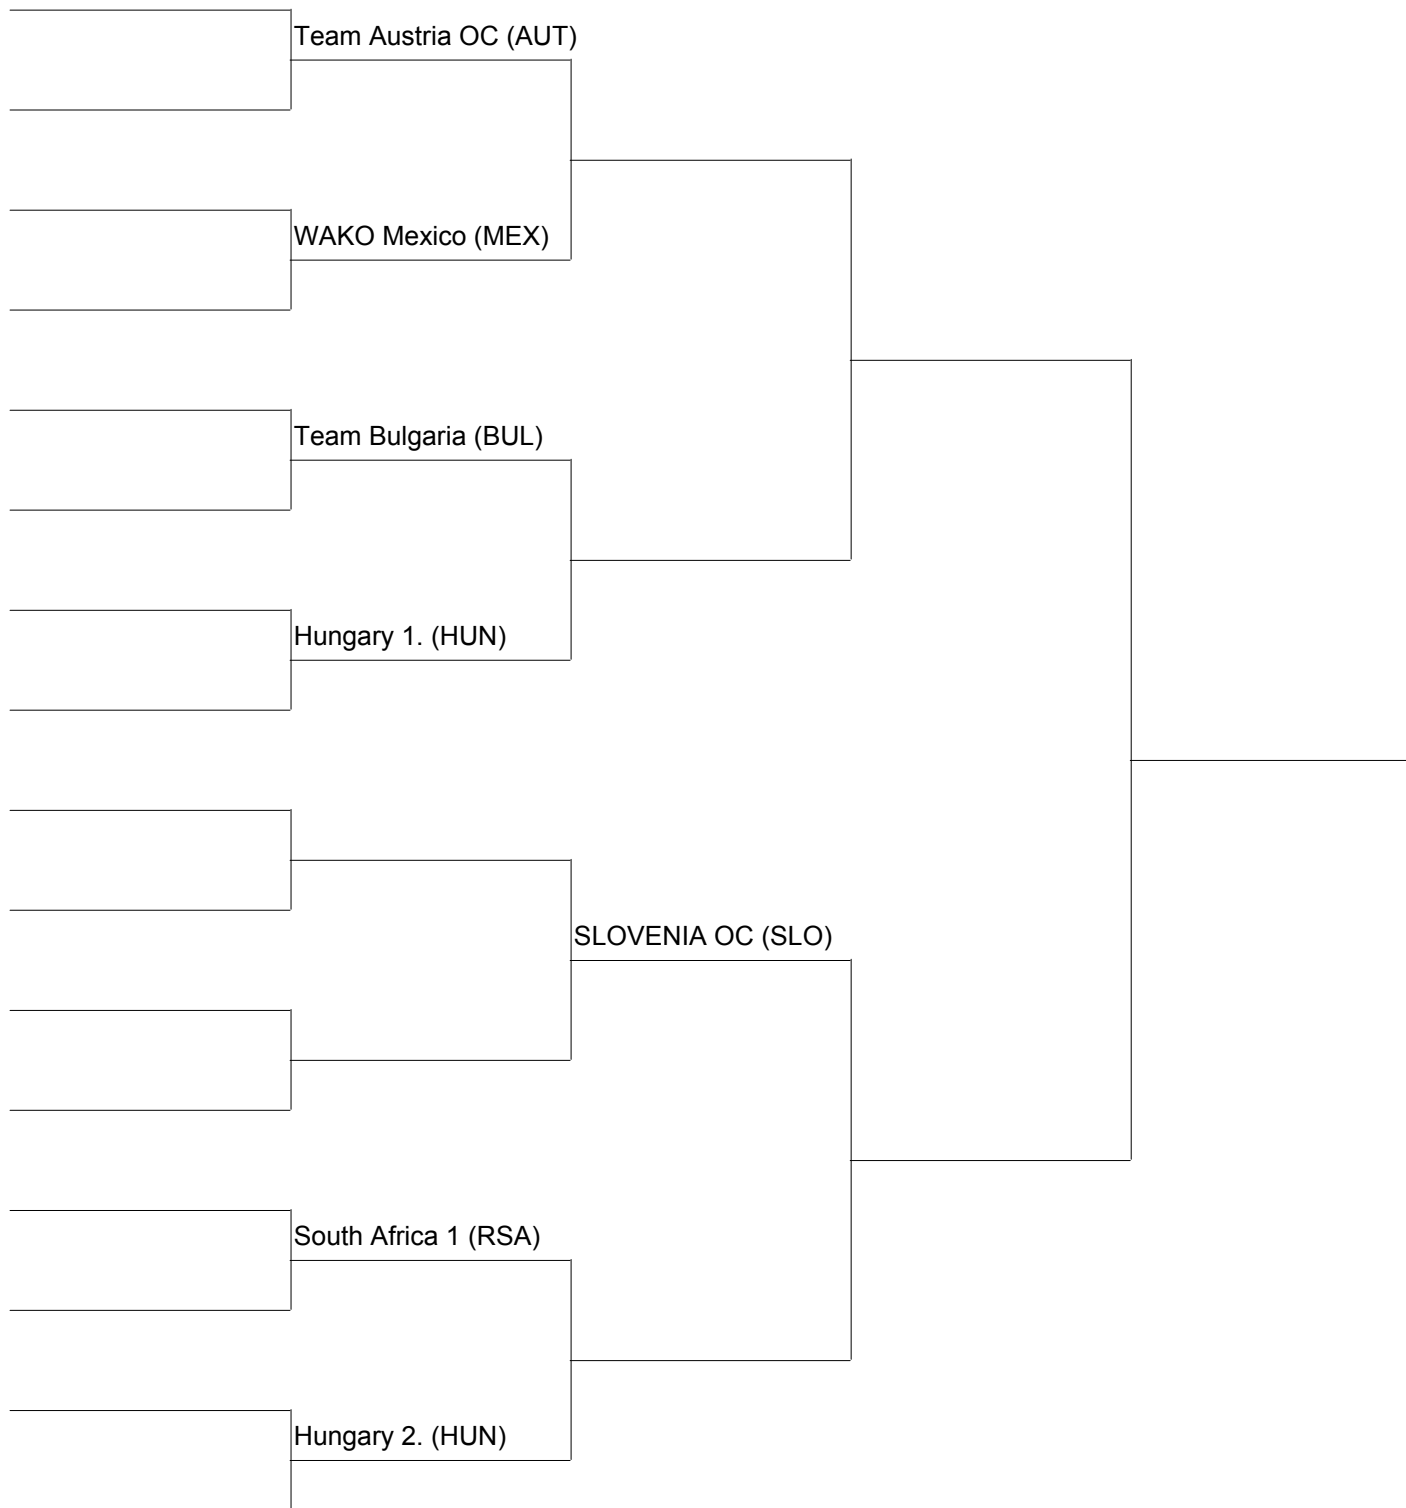 Team Austria OC (AUT)
WAKO Mexico (MEX)
Team Bulgaria (BUL)
Hungary 1. (HUN)
SLOVENIA OC (SLO)
South Africa 1 (RSA)
Hungary 2. (HUN)